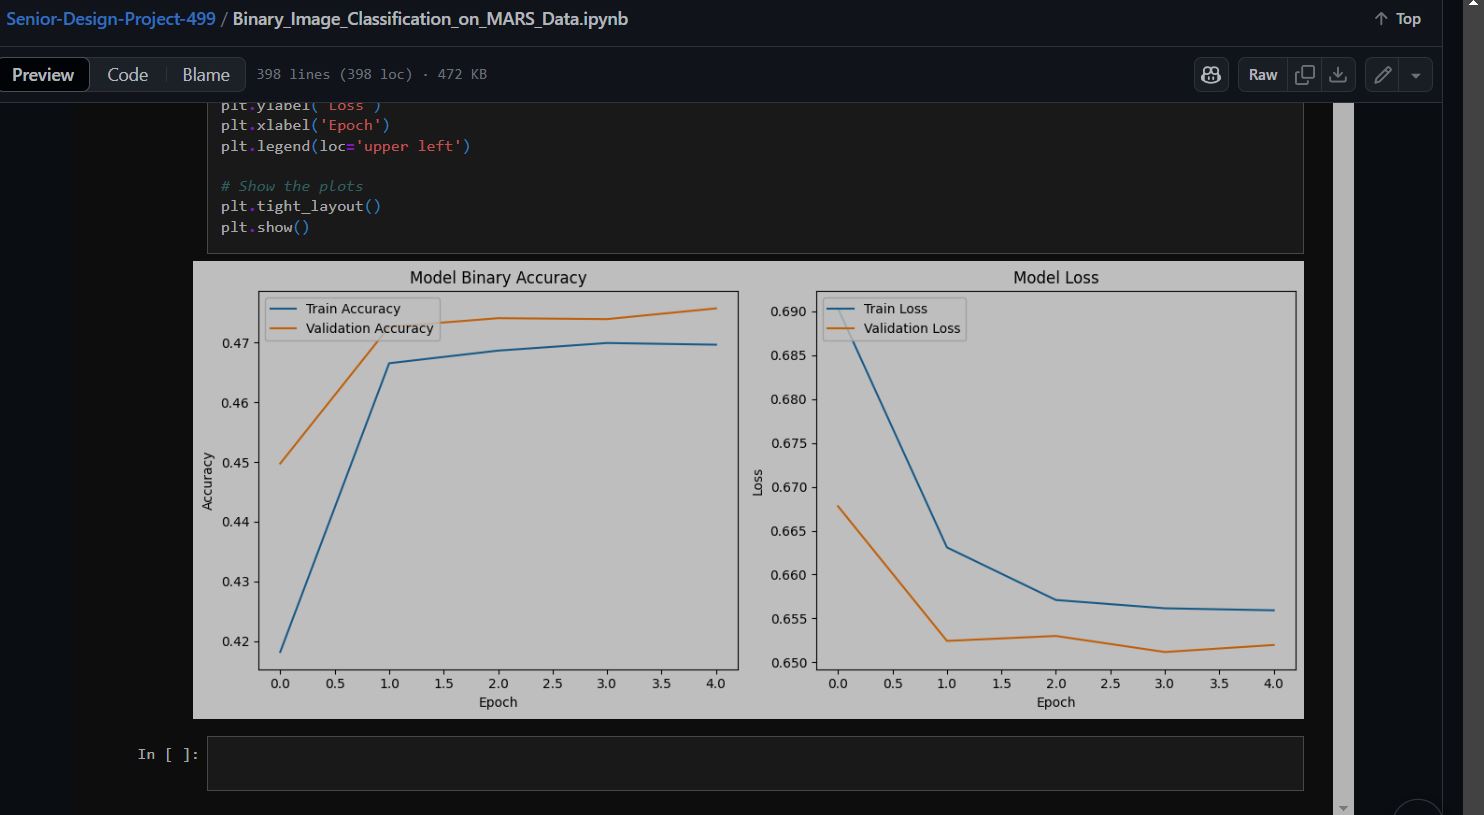 Senior-Design-Project-499 / Binary_Image_Classification_on_MARS_Data.ipynb
↑ Top
Preview Code Blame 398 lines (398 loc) · 472 KB
Raw
plt.ylabel('Loss')
plt.xlabel('Epoch')
plt.legend(loc='upper left')
# Show the plots
plt.tight_layout()
plt.show()
Model Binary Accuracy
Train Accuracy
Validation Accuracy
0.47
0.46
0.45
0.44
0.43
0.42
Accuracy
0.0 0.5 1.0 1.5 2.0 2.5 3.0 3.5 4.0
Epoch
Model Loss
Train Loss
Validation Loss
0.690
0.685
0.680
0.675
0.670
0.665
0.660
0.655
0.650
Loss
0.0 0.5 1.0 1.5 2.0 2.5 3.0 3.5 4.0
Epoch
In [ ]: